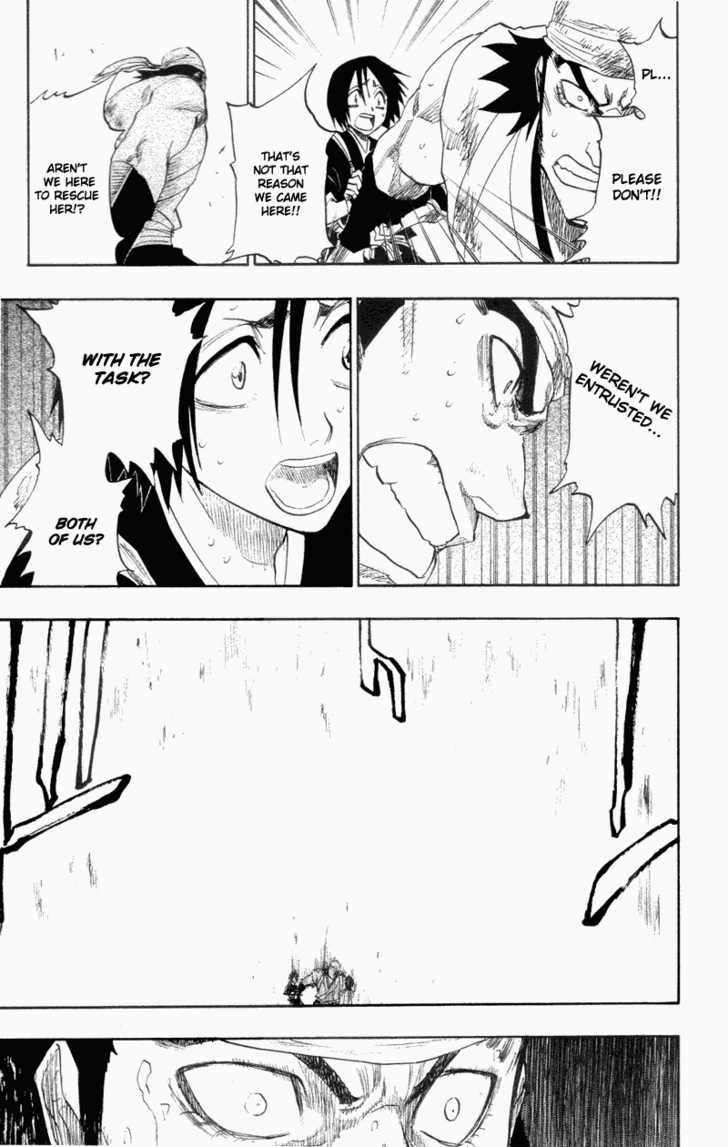 PL...
PLEASE
DON'T!!
THAT'S
NOT THAT
REASON
WE CAME
HERE!!
AREN'T
WE HERE
TO RESCUE
HER!?
WEREN'T WE
ENTRUSTED...
WITH THE
TASK?
BOTH
OF US?